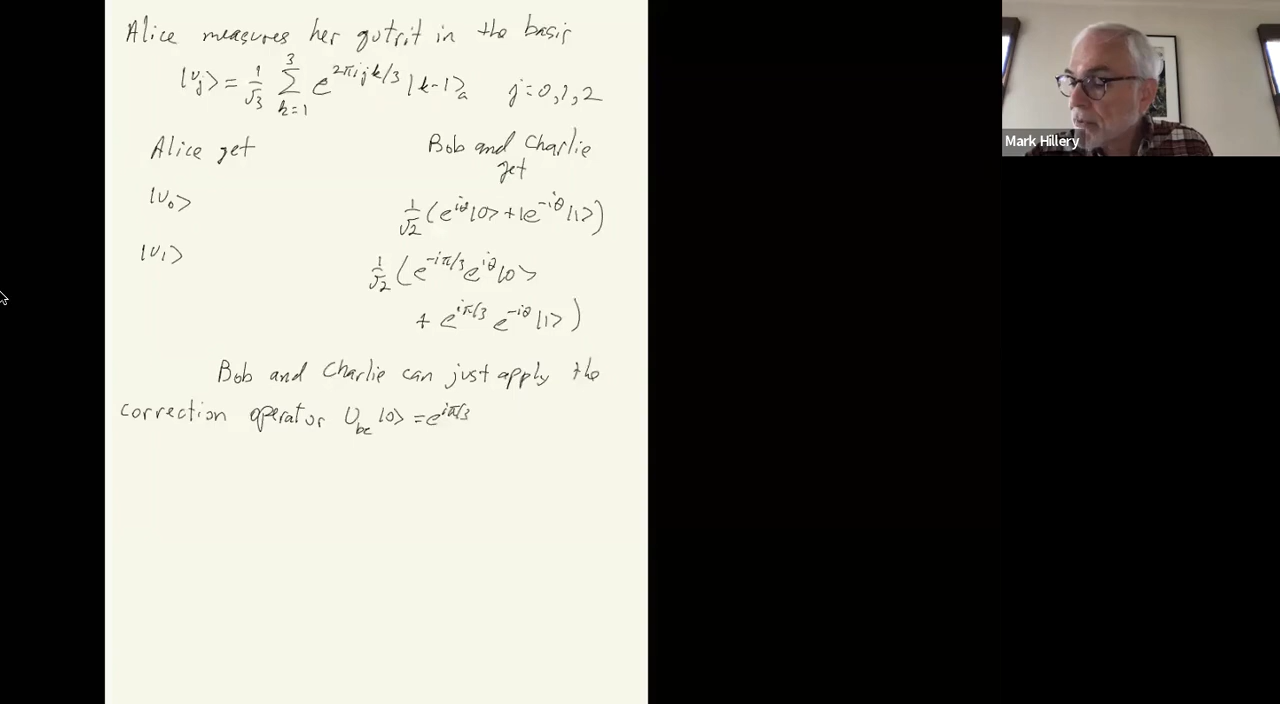 Alice measures her qutrit in the basis
|v_j> = 1/√3 Σ_{k=1}^{3} e^{2πijk/3} |k-1>_a j=0,1,2
Alice get Bob and Charlie get
|v_0> 1/√2 (e^{iθ}|0> + |e^{-iθ}|1>)
|v_1> 1/√2 (e^{-iπ/3} e^{iθ}|0>
+ e^{iπ/3} e^{-iθ}|1>)
Bob and Charlie can just apply the
correction operator U_{bc} |0> = e^{iπ/3}
Mark Hillery